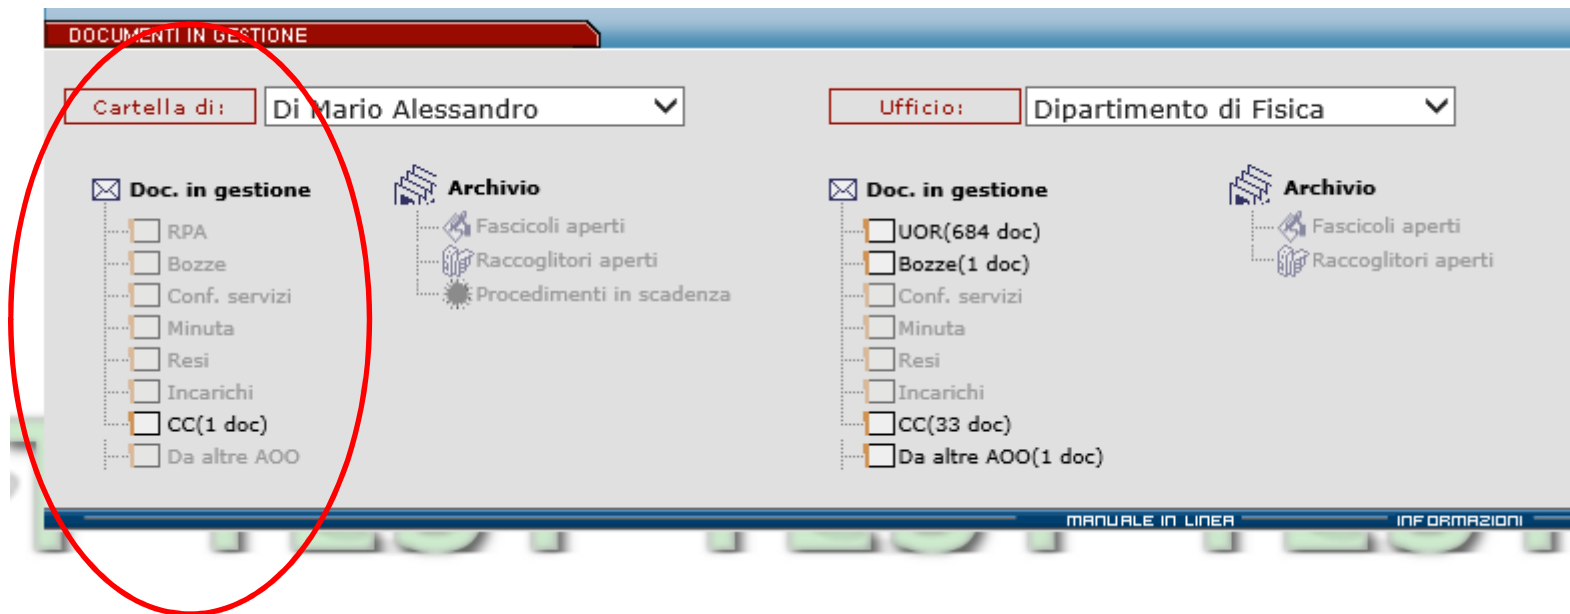 DOCUMENTI IN GESTIONE
Cartella di: Di Mario Alessandro
Doc. in gestione
RPA
Bozze
Conf. servizi
Minuta
Resi
Incarichi
CC(1 doc)
Da altre AOO
Archivio
Fascicoli aperti
Raccoglitori aperti
Procedimenti in scadenza
Ufficio: Dipartimento di Fisica
Doc. in gestione
UOR(684 doc)
Bozze(1 doc)
Conf. servizi
Minuta
Resi
Incarichi
CC(33 doc)
Da altre AOO(1 doc)
Archivio
Fascicoli aperti
Raccoglitori aperti
MANUALE IN LINEA INFORMAZIONI
TEST TEST